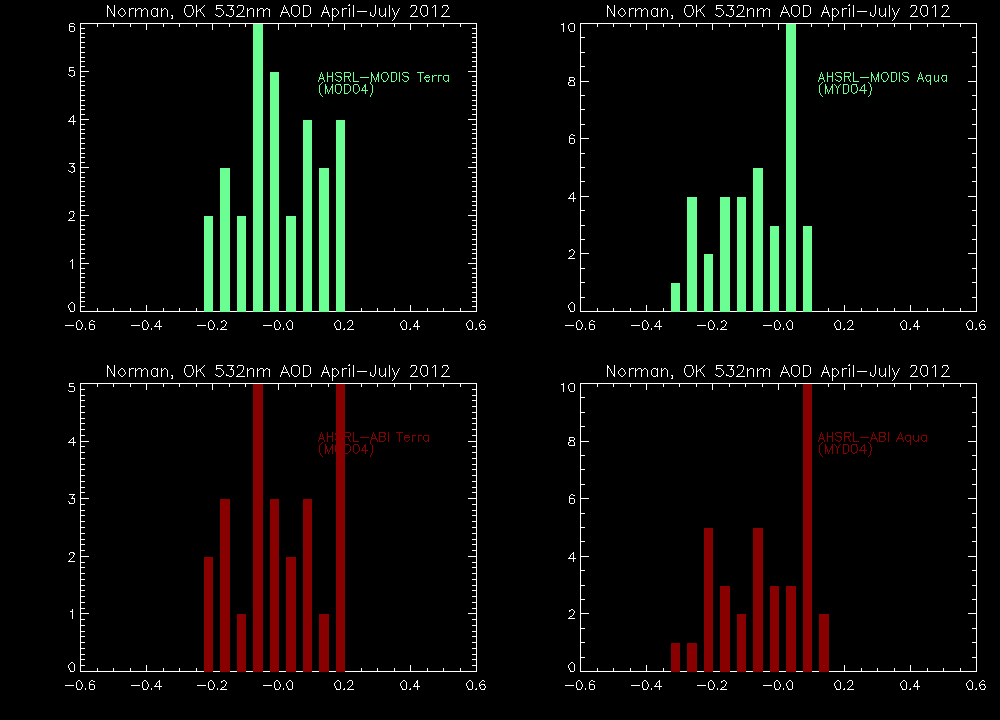 Norman, OK 532nm AOD April-July 2012
6
5
4
3
2
1
0
AHSRL-MODIS Terra
(MOD04)
-0.6 -0.4 -0.2 -0.0 0.2 0.4 0.6
Norman, OK 532nm AOD April-July 2012
10
8
6
4
2
0
AHSRL-MODIS Aqua
(MYD04)
-0.6 -0.4 -0.2 -0.0 0.2 0.4 0.6
Norman, OK 532nm AOD April-July 2012
5
4
3
2
1
0
AHSRL-ABI Terra
(MOD04)
-0.6 -0.4 -0.2 -0.0 0.2 0.4 0.6
Norman, OK 532nm AOD April-July 2012
10
8
6
4
2
0
AHSRL-ABI Aqua
(MYD04)
-0.6 -0.4 -0.2 -0.0 0.2 0.4 0.6